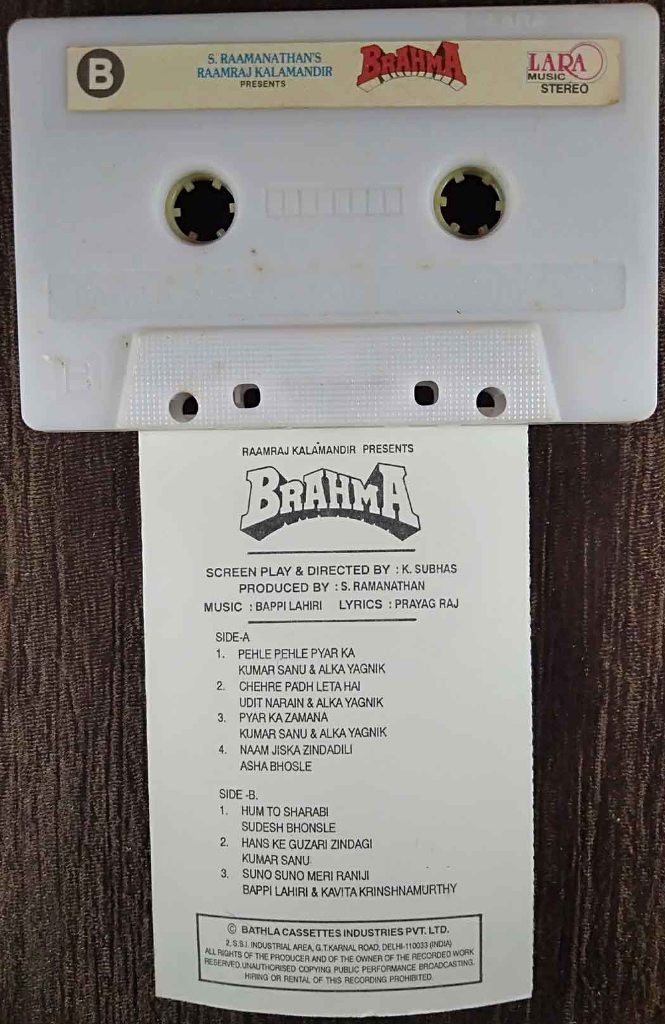 B
S. RAAMANATHAN'S
RAAMRAJ KALAMANDIR
PRESENTS
BRAHMA
LARA
MUSIC
STEREO
B
RAAMRAJ KALAMANDIR PRESENTS
BRAHMA
SCREEN PLAY & DIRECTED BY : K. SUBHAS
PRODUCED BY : S. RAMANATHAN
MUSIC : BAPPI LAHIRI LYRICS : PRAYAG RAJ
SIDE-A
1. PEHLE PEHLE PYAR KA
KUMAR SANU & ALKA YAGNIK
2. CHEHRE PADH LETA HAI
UDIT NARAIN & ALKA YAGNIK
3. PYAR KA ZAMANA
KUMAR SANU & ALKA YAGNIK
4. NAAM JISKA ZINDADILI
ASHA BHOSLE
SIDE -B.
1. HUM TO SHARABI
SUDESH BHONSLE
2. HANS KE GUZARI ZINDAGI
KUMAR SANU
3. SUNO SUNO MERI RANIJI
BAPPI LAHIRI & KAVITA KRINSHNAMURTHY
© BATHLA CASSETTES INDUSTRIES PVT. LTD.
2, S.S.I. INDUSTRIAL AREA, G.T.KARNAL ROAD, DELHI-110033 (INDIA)
ALL RIGHTS OF THE PRODUCER AND OF THE OWNER OF THE RECORDED WORK
RESERVED. UNAUTHORISED COPYING PUBLIC PERFORMANCE BROADCASTING.
HIRING OR RENTAL OF THIS RECORDING PROHIBITED.